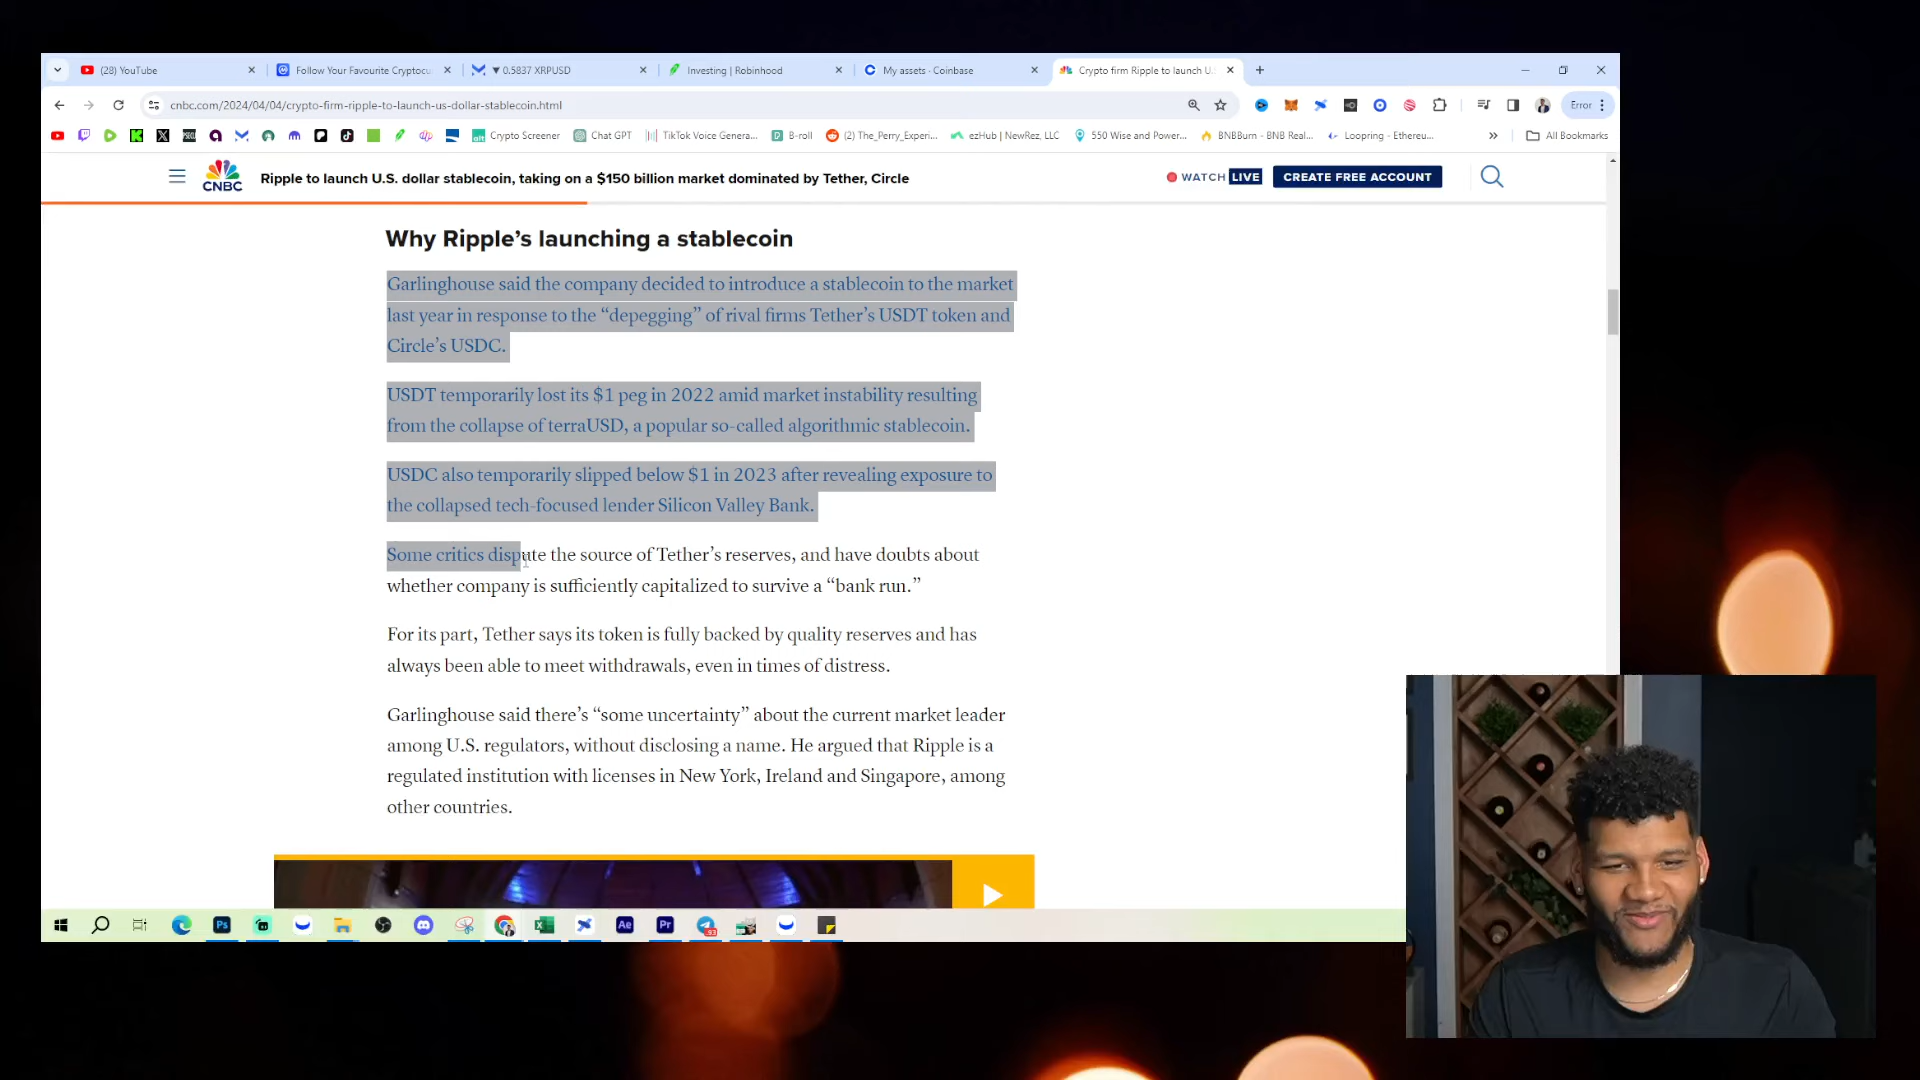 (28) YouTube
Follow Your Favourite Cryptocu
▼ 0.5837 XRPUSD
Investing | Robinhood
My assets - Coinbase
Crypto firm Ripple to launch U.
cnbc.com/2024/04/04/crypto-firm-ripple-to-launch-us-dollar-stablecoin.html
Error
Crypto Screener
Chat GPT
TikTok Voice Genera...
B-roll
(2) The_Perry_Experi...
ezHub | NewRez, LLC
550 Wise and Power...
BNBBurn - BNB Real...
Loopring - Ethereu...
All Bookmarks
CNBC
Ripple to launch U.S. dollar stablecoin, taking on a $150 billion market dominated by Tether, Circle
WATCH LIVE
CREATE FREE ACCOUNT
Why Ripple’s launching a stablecoin
Garlinghouse said the company decided to introduce a stablecoin to the market
last year in response to the “depegging” of rival firms Tether’s USDT token and
Circle’s USDC.
USDT temporarily lost its $1 peg in 2022 amid market instability resulting
from the collapse of terraUSD, a popular so-called algorithmic stablecoin.
USDC also temporarily slipped below $1 in 2023 after revealing exposure to
the collapsed tech-focused lender Silicon Valley Bank.
Some critics dispute the source of Tether’s reserves, and have doubts about
whether company is sufficiently capitalized to survive a “bank run.”
For its part, Tether says its token is fully backed by quality reserves and has
always been able to meet withdrawals, even in times of distress.
Garlinghouse said there’s “some uncertainty” about the current market leader
among U.S. regulators, without disclosing a name. He argued that Ripple is a
regulated institution with licenses in New York, Ireland and Singapore, among
other countries.
Ps
Ae
Pr
93